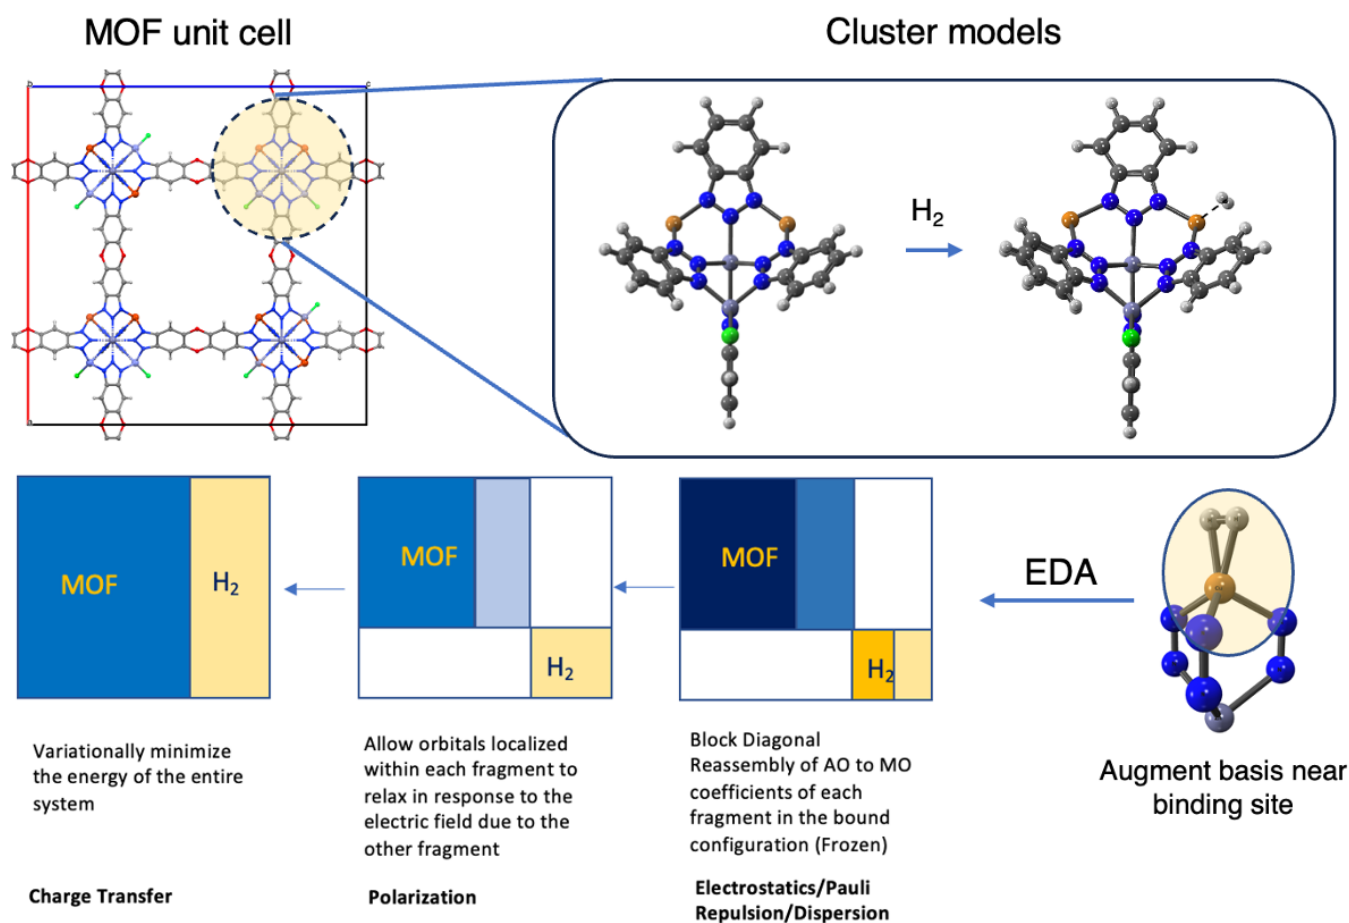 MOF unit cell
Cluster models
H2
MOF
H2
MOF
H2
MOF
H2
EDA
Variationally minimize
the energy of the entire
system
Charge Transfer
Allow orbitals localized
within each fragment to
relax in response to the
electric field due to the
other fragment
Polarization
Block Diagonal
Reassembly of AO to MO
coefficients of each
fragment in the bound
configuration (Frozen)
Electrostatics/Pauli
Repulsion/Dispersion
Augment basis near
binding site